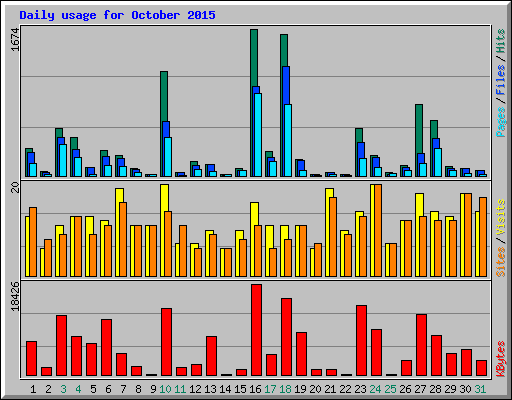 Daily usage for October 2015
1674
Pages / Files / Hits
20
Sites / Visits
18426
KBytes
1 2 3 4 5 6 7 8 9 10 11 12 13 14 15 16 17 18 19 20 21 22 23 24 25 26 27 28 29 30 31